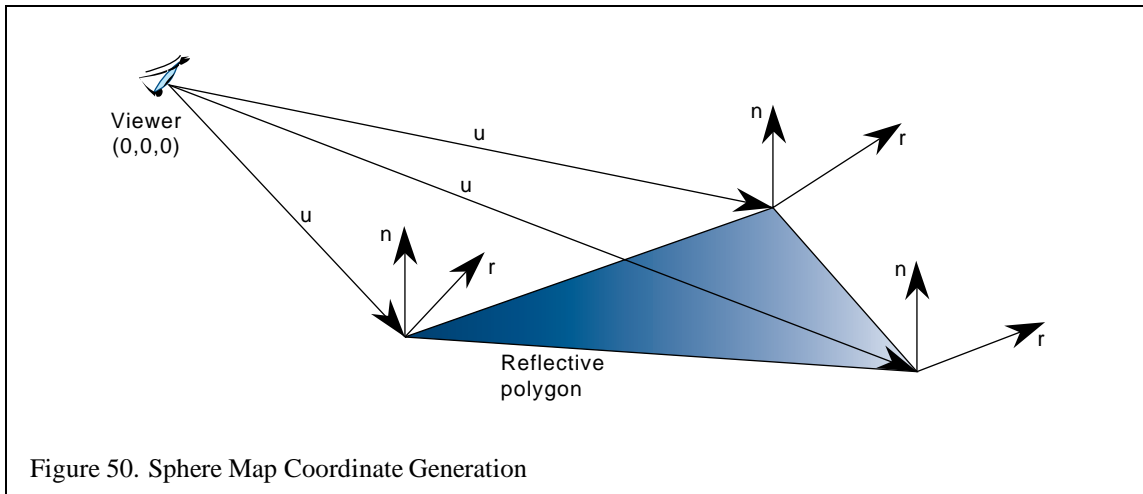 Viewer
(0,0,0)
u
u
u
n
r
n
r
n
r
Reflective
polygon
Figure 50. Sphere Map Coordinate Generation